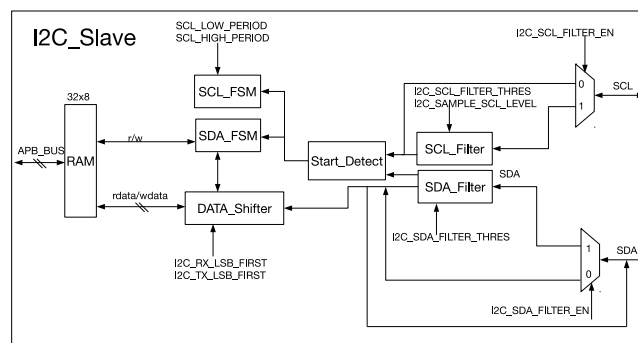 I2C_Slave
SCL_LOW_PERIOD
SCL_HIGH_PERIOD
I2C_SCL_FILTER_EN
SCL_FSM
0
SCL
1
32x8
I2C_SCL_FILTER_THRES
I2C_SAMPLE_SCL_LEVEL
r/w
SDA_FSM
APB_BUS
RAM
Start_Detect
SCL_Filter
SDA
SDA_Filter
rdata/wdata
DATA_Shifter
I2C_SDA_FILTER_THRES
1
SDA
0
I2C_RX_LSB_FIRST
I2C_TX_LSB_FIRST
I2C_SDA_FILTER_EN